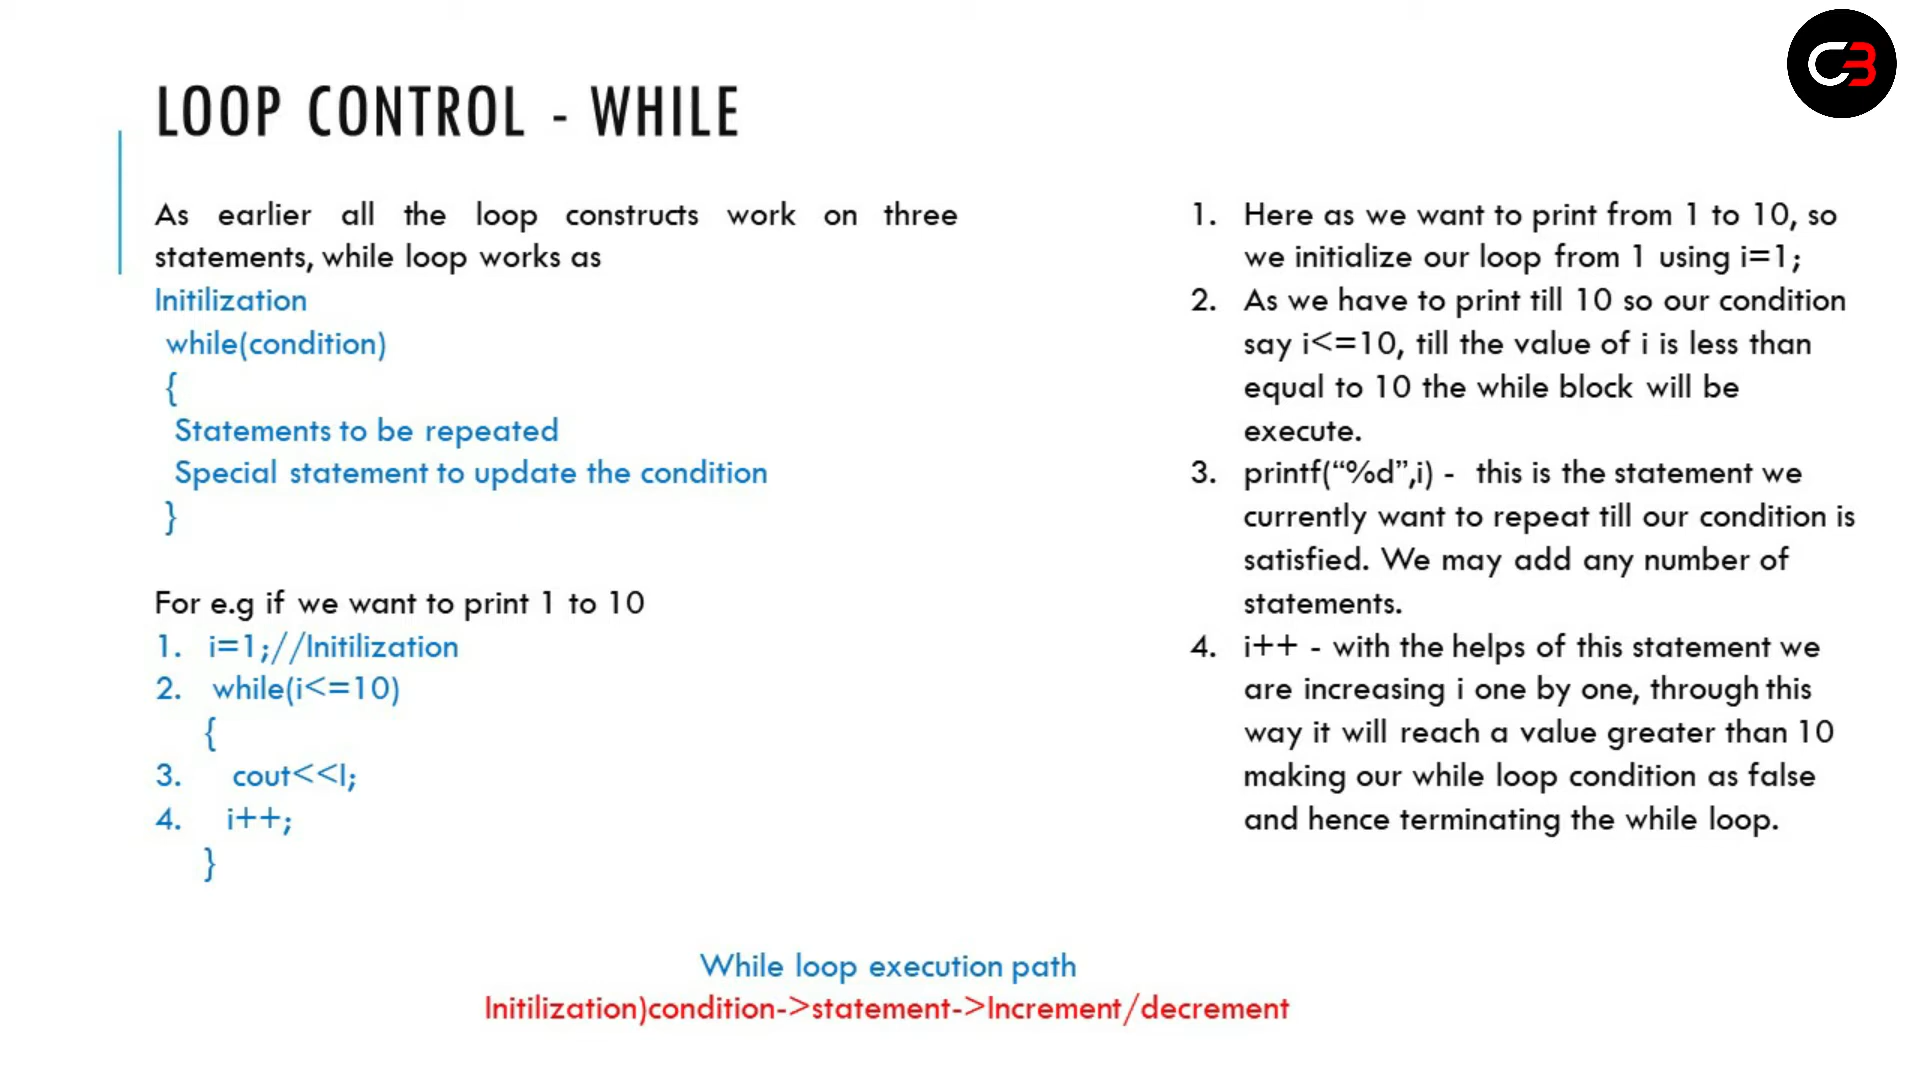 LOOP CONTROL - WHILE
As earlier all the loop constructs work on three
statements, while loop works as
Initilization
while(condition)
{
Statements to be repeated
Special statement to update the condition
}
For e.g if we want to print 1 to 10
1. i=1;//Initilization
2. while(i<=10)
{
3. cout<<I;
4. i++;
}
1. Here as we want to print from 1 to 10, so
we initialize our loop from 1 using i=1;
2. As we have to print till 10 so our condition
say i<=10, till the value of i is less than
equal to 10 the while block will be
execute.
3. printf(“%d”,i) - this is the statement we
currently want to repeat till our condition is
satisfied. We may add any number of
statements.
4. i++ - with the helps of this statement we
are increasing i one by one, through this
way it will reach a value greater than 10
making our while loop condition as false
and hence terminating the while loop.
While loop execution path
Initilization)condition->statement->Increment/decrement
CB